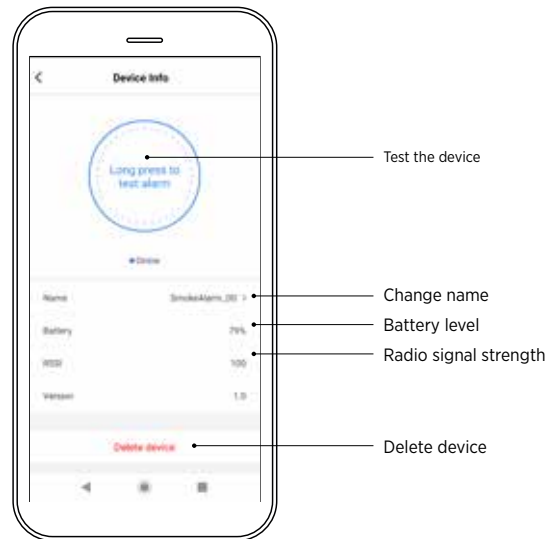 Device Info
Long press to
test alarm
Test the device
Online
Name SmokeAlarm_00 >
Change name
Battery 79%
Battery level
RSSI 100
Radio signal strength
Version 1.0
Delete device
Delete device